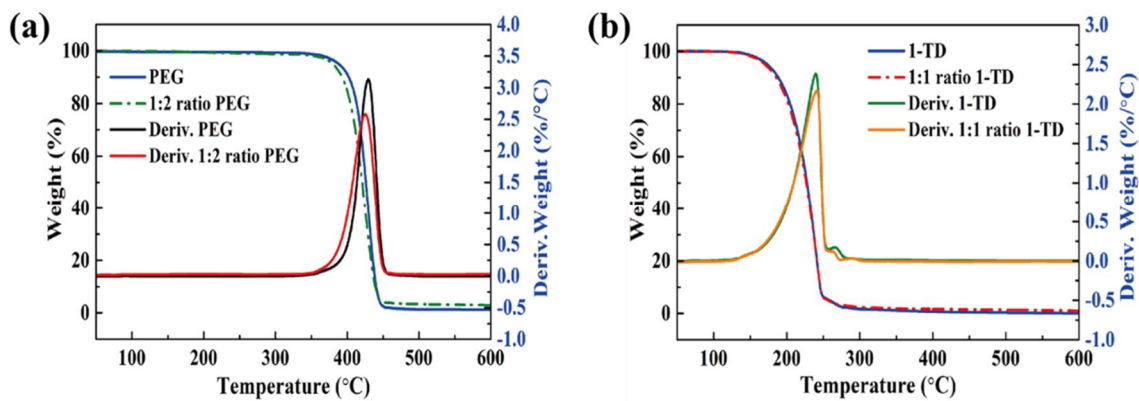 (a)
Weight (%)
100
80
60
40
20
0
PEG
1:2 ratio PEG
Deriv. PEG
Deriv. 1:2 ratio PEG
4.0
3.5
3.0
2.5
2.0
1.5
1.0
0.5
0.0
-0.5
-1.0
Deriv.Weight (%/°C)
100
200
300
400
500
600
Temperature (°C)
(b)
Weight (%)
100
80
60
40
20
0
1-TD
1:1 ratio 1-TD
Deriv. 1-TD
Deriv. 1:1 ratio 1-TD
3.0
2.5
2.0
1.5
1.0
0.5
0.0
-0.5
-1.0
Deriv. Weight (%/°C)
100
200
300
400
500
600
Temperature (°C)